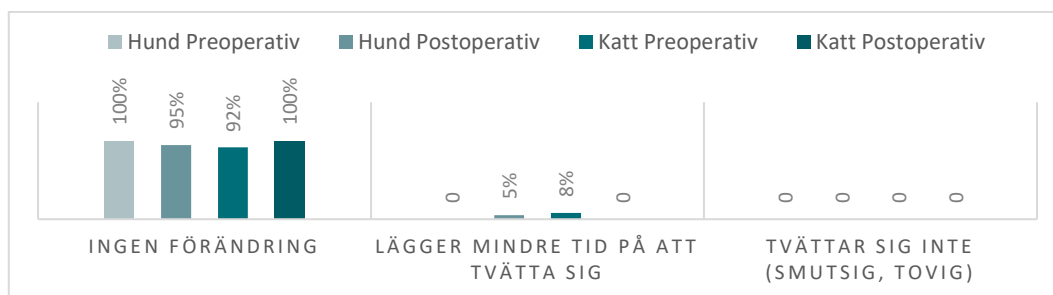 Hund Preoperativ Hund Postoperativ Katt Preoperativ Katt Postoperativ
100% 95% 92% 100%
0 5% 8% 0
0 0 0 0
INGEN FÖRÄNDRING
LÄGGER MINDRE TID PÅ ATT
TVÄTTA SIG
TVÄTTAR SIG INTE
(SMUTSIG, TOVIG)